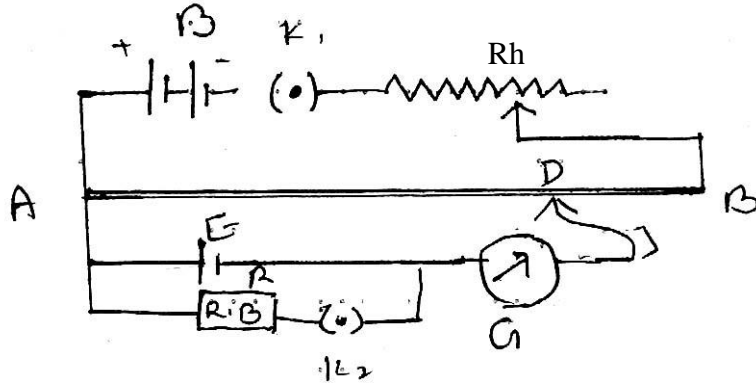 + B - K₁ Rh
A D B
E
R
R.B
G J
K₂